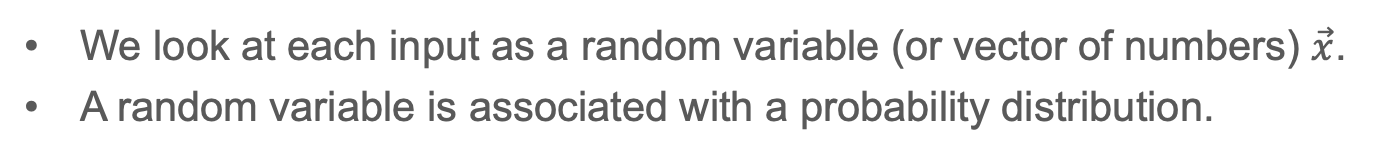 • We look at each input as a random variable (or vector of numbers) x⃗.
• A random variable is associated with a probability distribution.